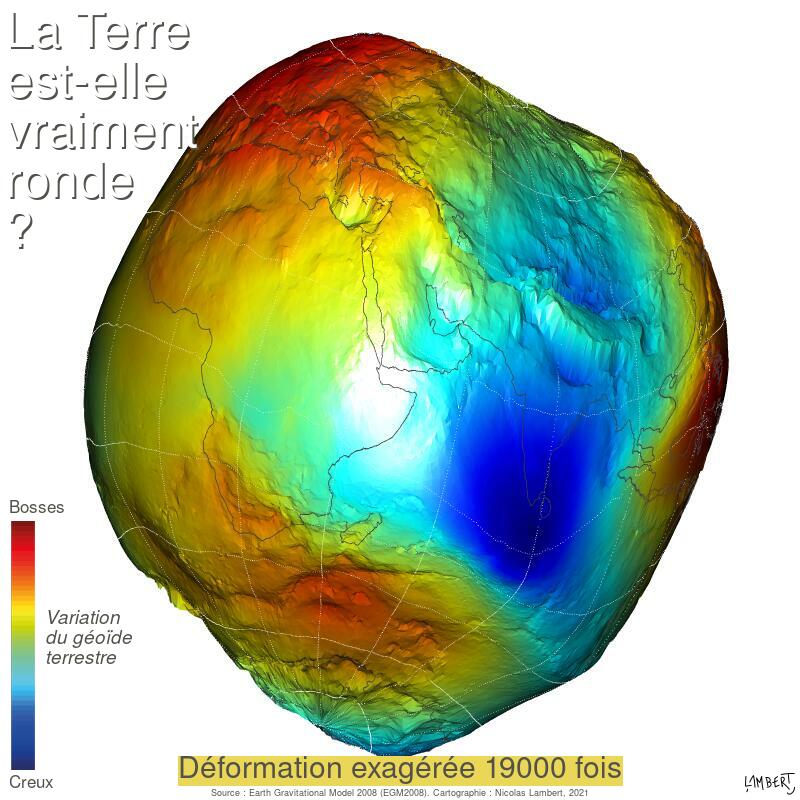 La Terre
est-elle
vraiment
ronde
?
Bosses
Variation
du géoïde
terrestre
Creux
Déformation exagérée 19000 fois
Source : Earth Gravitational Model 2008 (EGM2008). Cartographie : Nicolas Lambert, 2021
LAMBERT